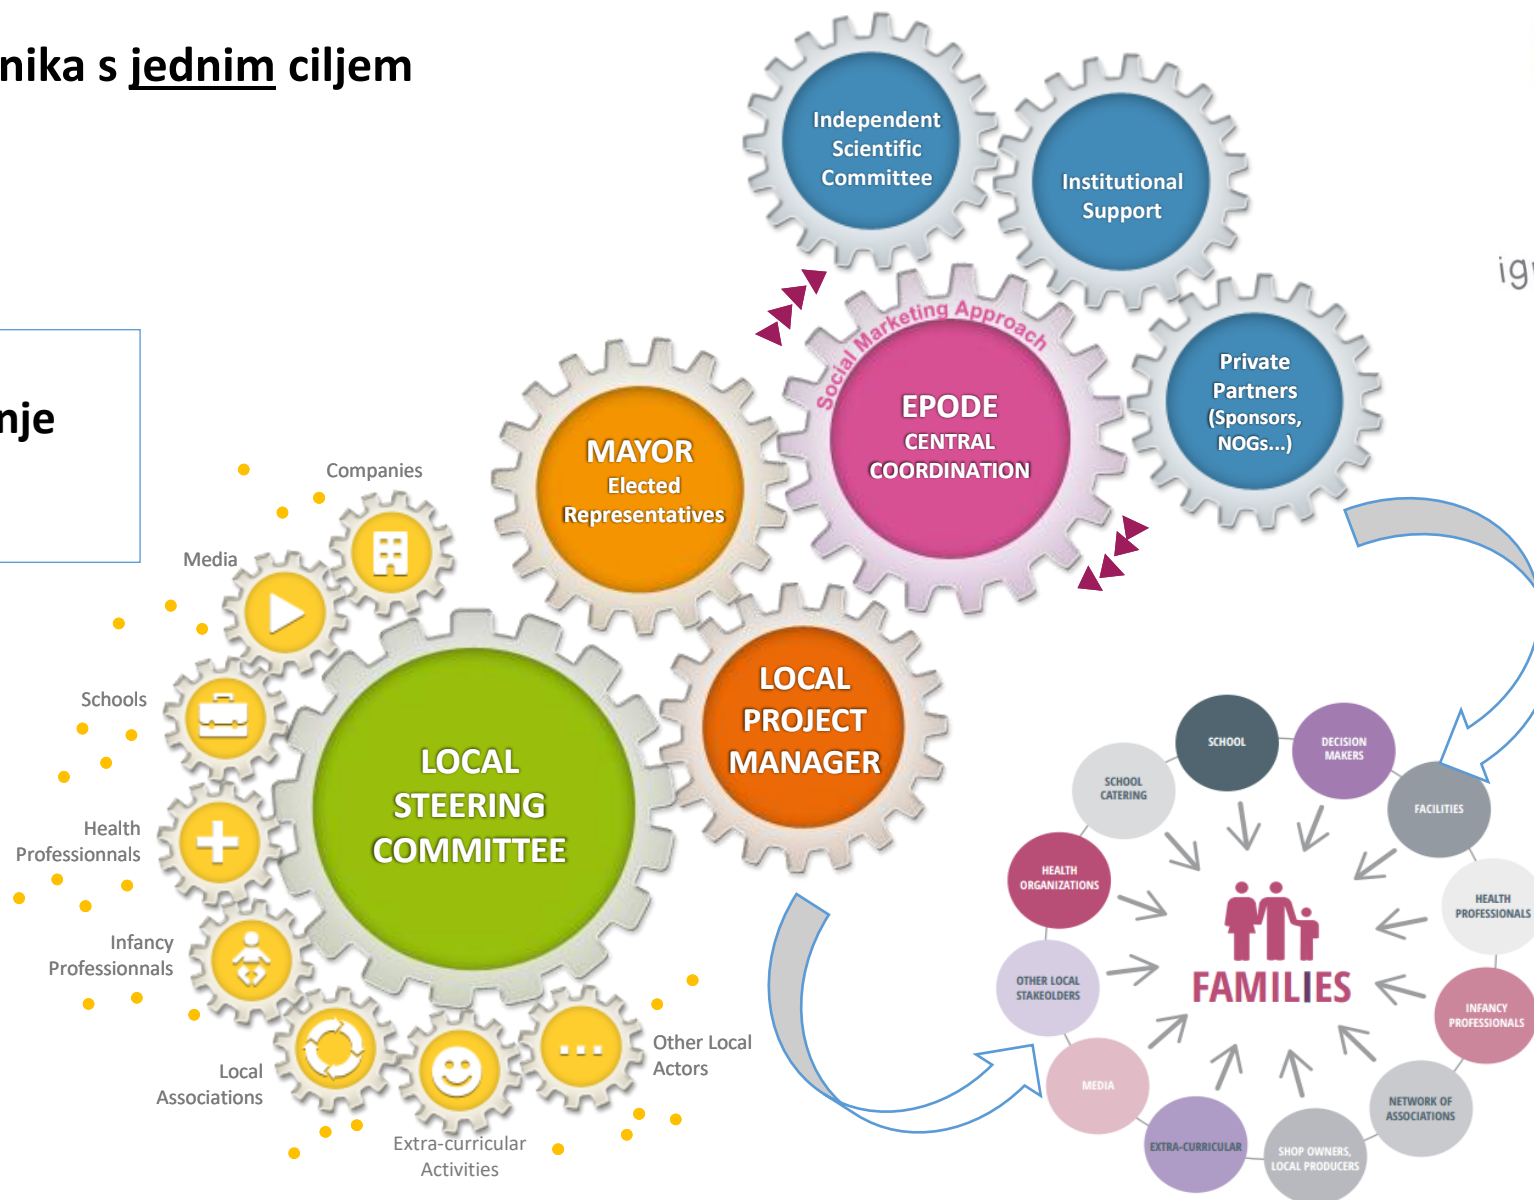 nika s jednim ciljem
Independent
Scientific
Committee
Institutional
Support
Social Marketing Approach
EPODE
CENTRAL
COORDINATION
Private
Partners
(Sponsors,
NOGs...)
MAYOR
Elected
Representatives
nje
Companies
Media
Schools
Health
Professionnals
Infancy
Professionnals
Local
Associations
Extra-curricular
Activities
Other Local
Actors
LOCAL
STEERING
COMMITTEE
LOCAL
PROJECT
MANAGER
SCHOOL
DECISION
MAKERS
FACILITIES
HEALTH
PROFESSIONALS
INFANCY
PROFESSIONALS
NETWORK OF
ASSOCIATIONS
SHOP OWNERS,
LOCAL PRODUCERS
EXTRA-CURRICULAR
MEDIA
OTHER LOCAL
STAKEOLDERS
HEALTH
ORGANIZATIONS
SCHOOL
CATERING
FAMILIES